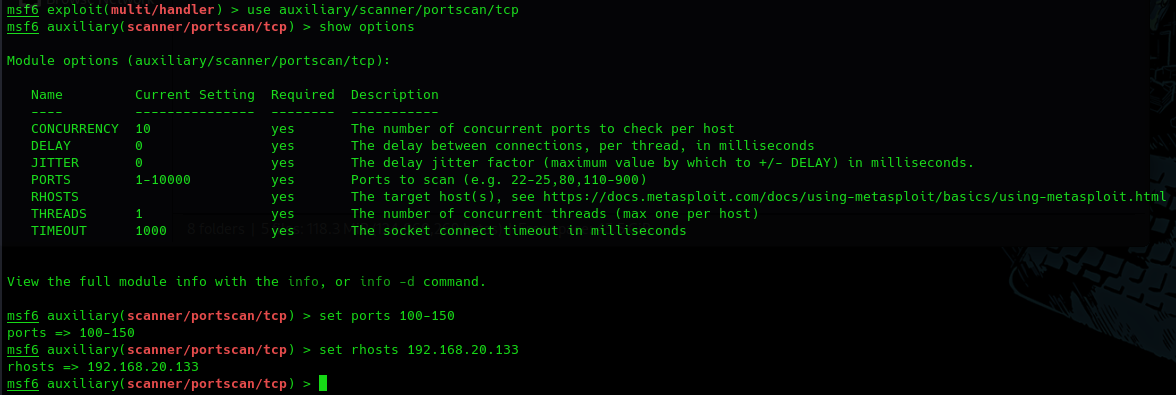 msf6 exploit(multi/handler) > use auxiliary/scanner/portscan/tcp
msf6 auxiliary(scanner/portscan/tcp) > show options
Module options (auxiliary/scanner/portscan/tcp):
Name Current Setting Required Description
---- --------------- -------- -----------
CONCURRENCY 10 yes The number of concurrent ports to check per host
DELAY 0 yes The delay between connections, per thread, in milliseconds
JITTER 0 yes The delay jitter factor (maximum value by which to +/- DELAY) in milliseconds.
PORTS 1-10000 yes Ports to scan (e.g. 22-25,80,110-900)
RHOSTS yes The target host(s), see https://docs.metasploit.com/docs/using-metasploit/basics/using-metasploit.html
THREADS 1 yes The number of concurrent threads (max one per host)
TIMEOUT 1000 yes The socket connect timeout in milliseconds
View the full module info with the info, or info -d command.
msf6 auxiliary(scanner/portscan/tcp) > set ports 100-150
ports => 100-150
msf6 auxiliary(scanner/portscan/tcp) > set rhosts 192.168.20.133
rhosts => 192.168.20.133
msf6 auxiliary(scanner/portscan/tcp) >